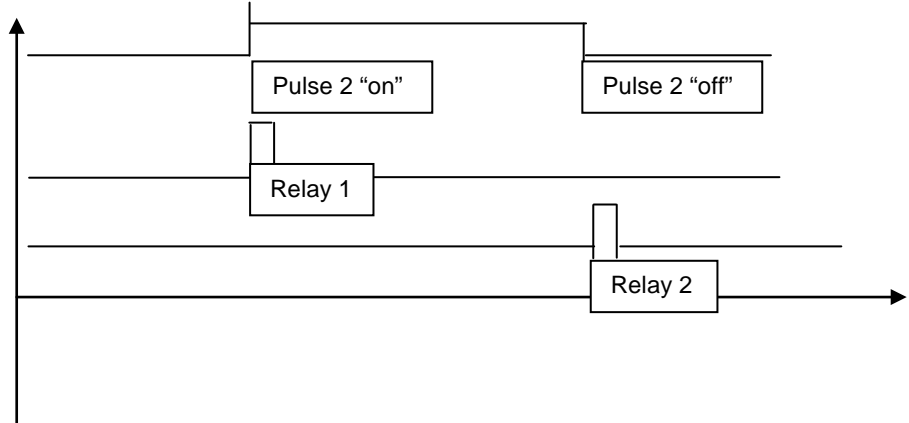 Pulse 2 “on”
Pulse 2 “off”
Relay 1
Relay 2